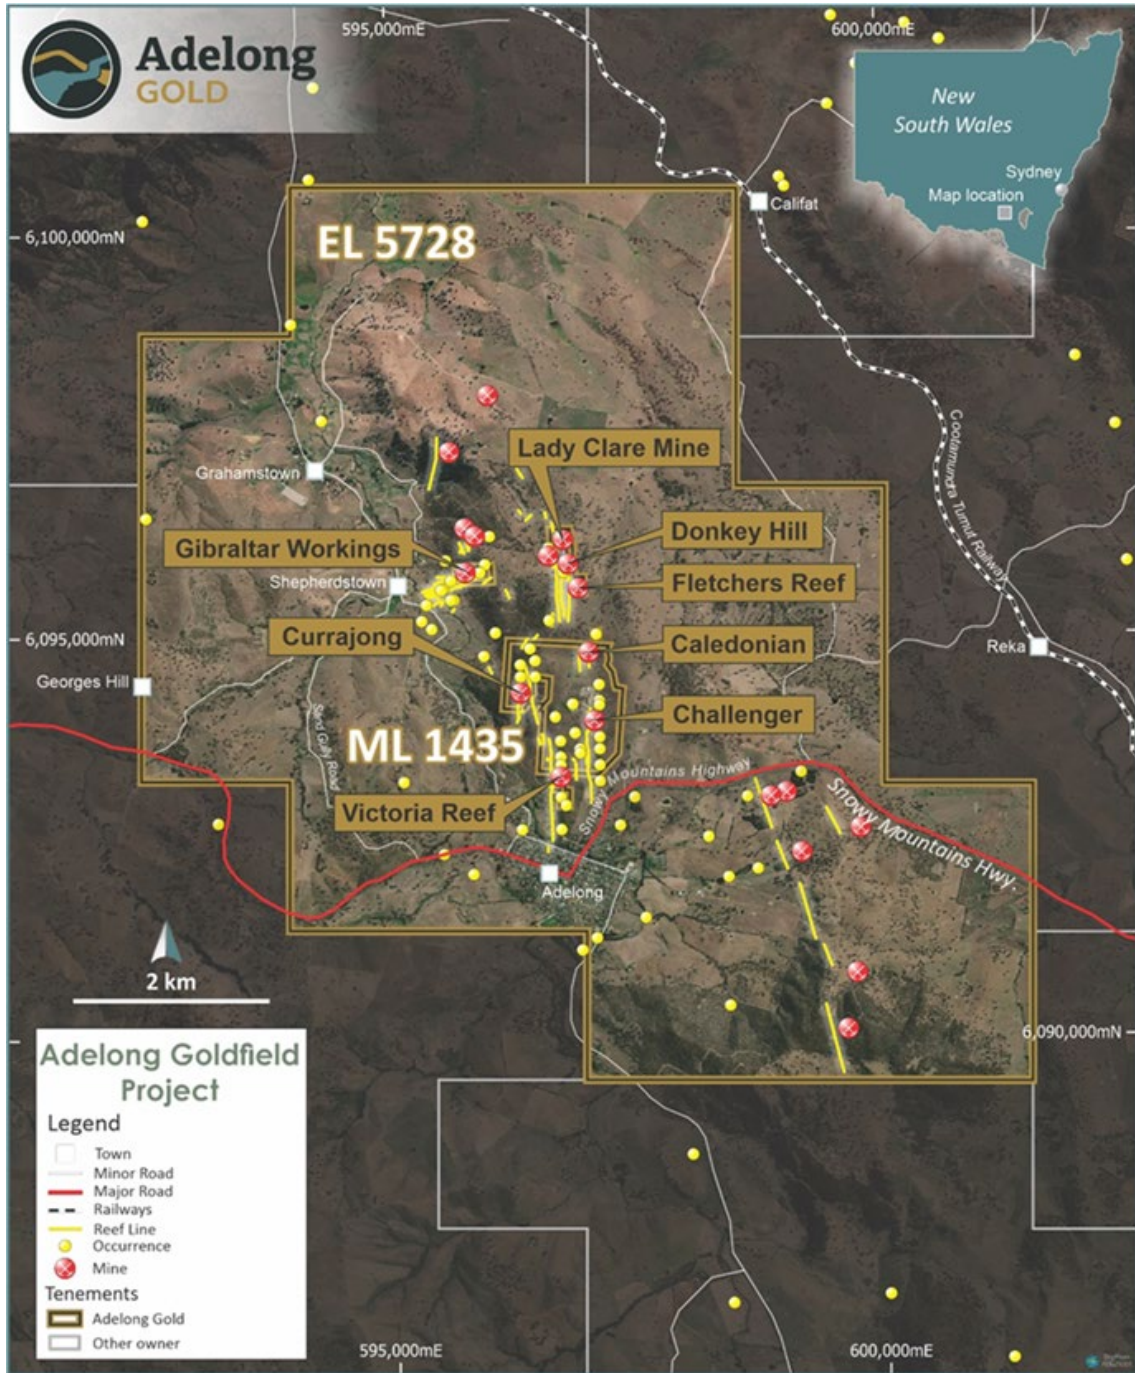 Adelong
GOLD
595,000mE
600,000mE
New
South Wales
Sydney
Map location
Califat
6,100,000mN
EL 5728
Cootamundra Tumut Railway
Lady Clare Mine
Grahamstown
Donkey Hill
Gibraltar Workings
Shepherdstown
Fletchers Reef
Currajong
Caledonian
6,095,000mN
Reka
Georges Hill
Challenger
ML 1435
Sand Gully Road
Snowy Mountains Highway
Victoria Reef
Snowy Mountains Hwy.
Adelong
2 km
6,090,000mN
Adelong Goldfield
Project
Legend
Town
Minor Road
Major Road
Railways
Reef Line
Occurrence
Mine
Tenements
Adelong Gold
Other owner
595,000mE
600,000mE